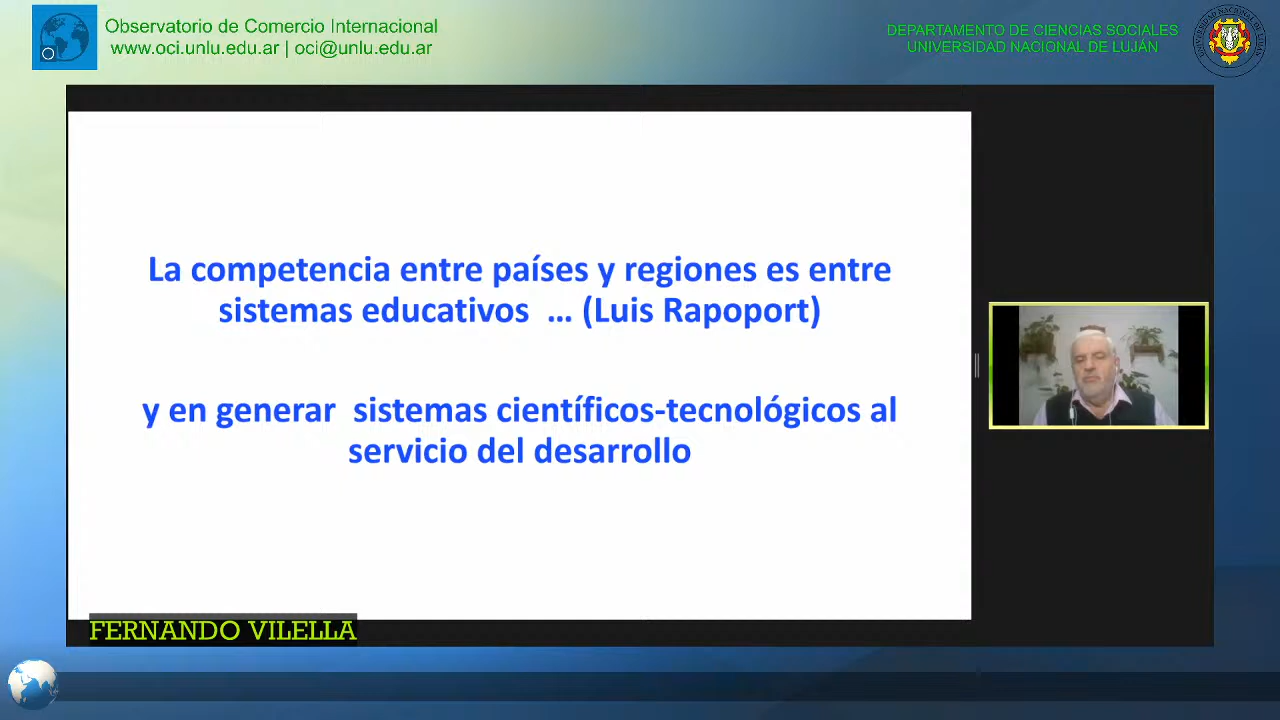 Observatorio de Comercio Internacional
www.oci.unlu.edu.ar | oci@unlu.edu.ar
DEPARTAMENTO DE CIENCIAS SOCIALES
UNIVERSIDAD NACIONAL DE LUJÁN
La competencia entre países y regiones es entre
sistemas educativos ... (Luis Rapoport)
y en generar sistemas científicos-tecnológicos al
servicio del desarrollo
FERNANDO VILELLA